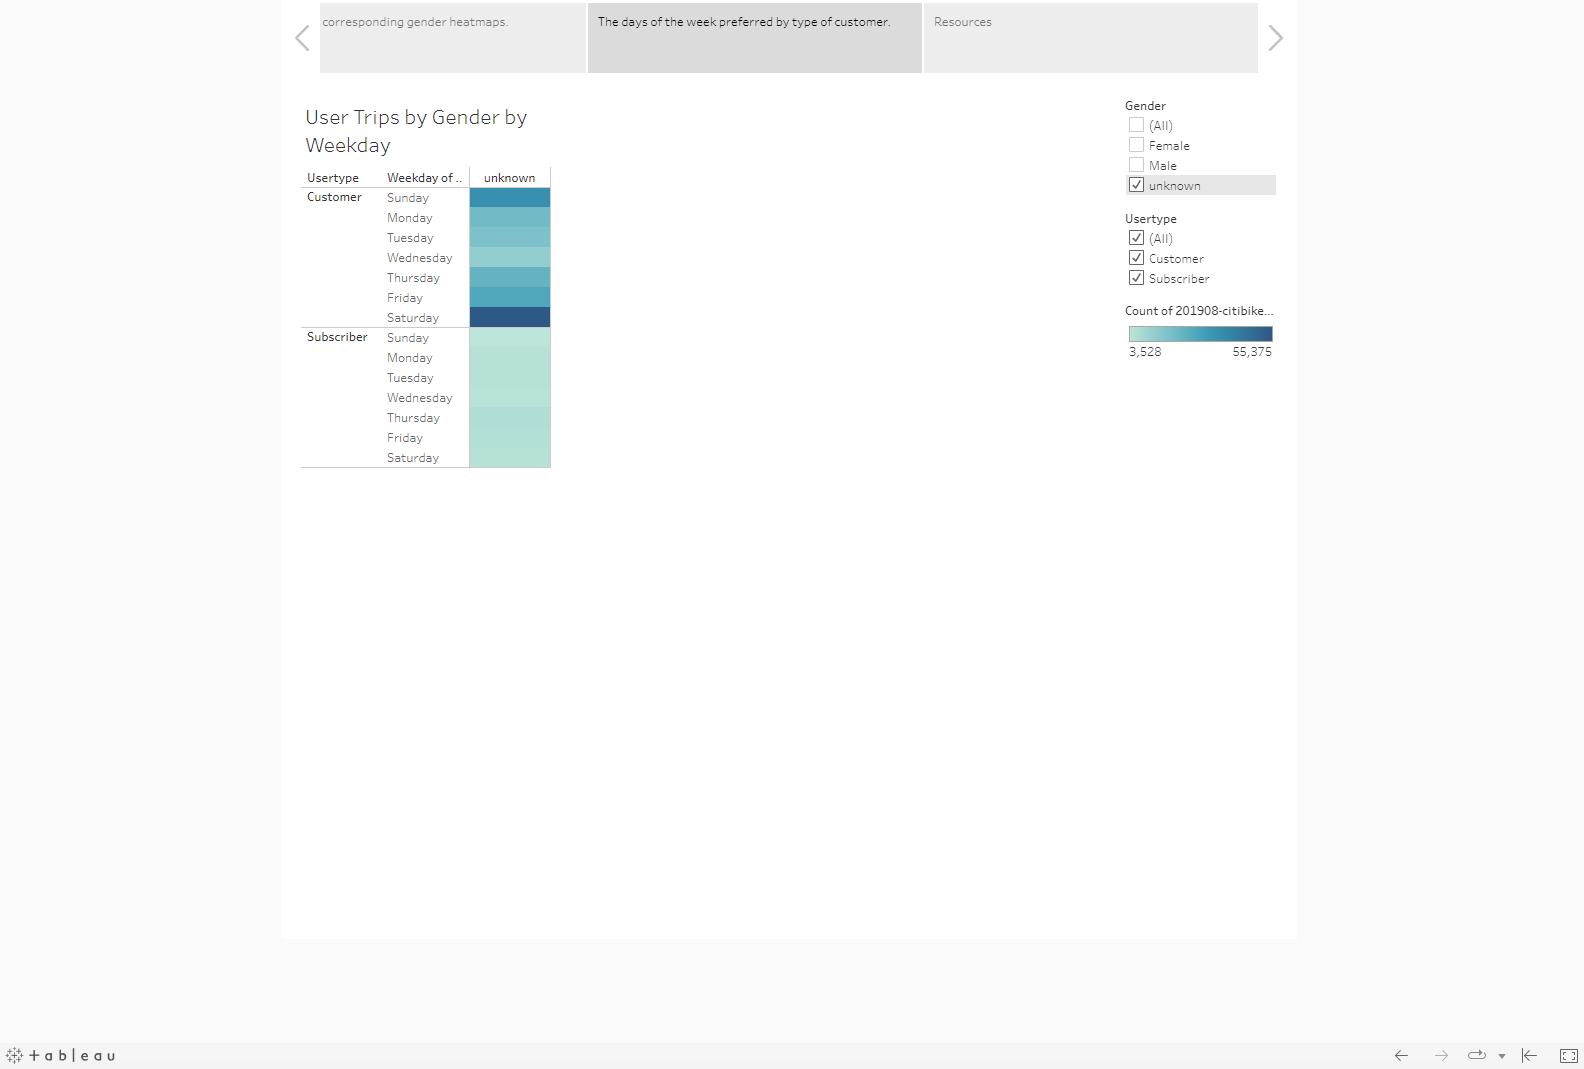 corresponding gender heatmaps.
The days of the week preferred by type of customer.
Resources
User Trips by Gender by
Weekday
Usertype Weekday of .. unknown
Customer Sunday
Monday
Tuesday
Wednesday
Thursday
Friday
Saturday
Subscriber Sunday
Monday
Tuesday
Wednesday
Thursday
Friday
Saturday
Gender
(All)
Female
Male
unknown
Usertype
(All)
Customer
Subscriber
Count of 201908-citibike...
3,528 55,375
+ableau